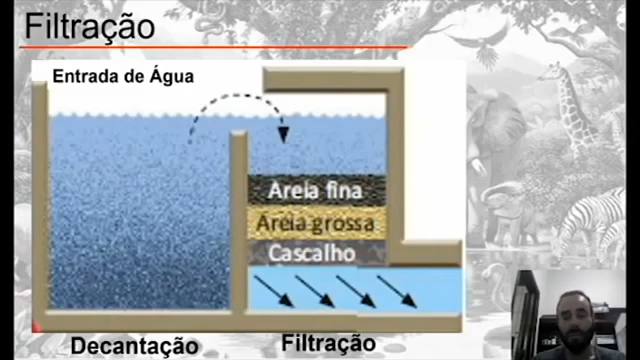 Filtração
Entrada de Água
Areia fina
Areia grossa
Cascalho
Decantação
Filtração